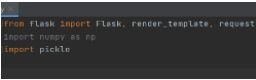 from flask import Flask, render_template, request
import numpy as np
import pickle